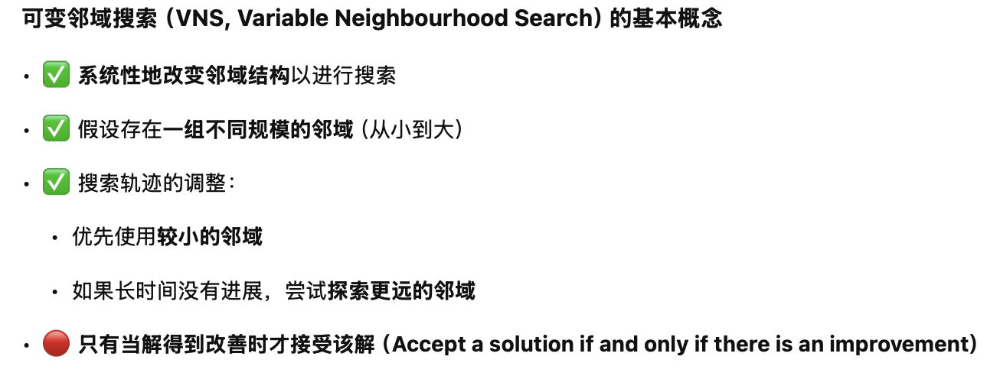 可变邻域搜索（VNS, Variable Neighbourhood Search）的基本概念
• ✅ 系统性地改变邻域结构以进行搜索
• ✅ 假设存在一组不同规模的邻域（从小到大）
• ✅ 搜索轨迹的调整：
• 优先使用较小的邻域
• 如果长时间没有进展，尝试探索更远的邻域
• 🔴 只有当解得到改善时才接受该解（Accept a solution if and only if there is an improvement）